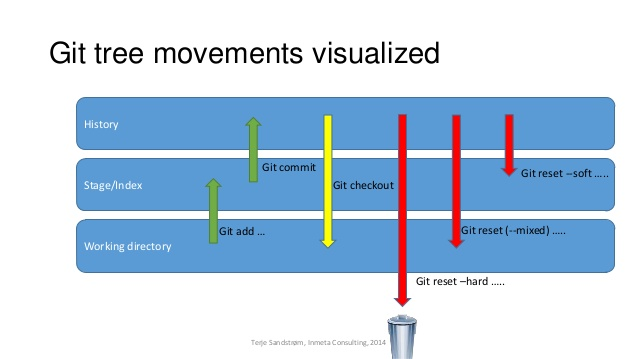 Git tree movements visualized
History
Git commit
Git reset –soft …..
Stage/Index
Git checkout
Git add …
Git reset (--mixed) …..
Working directory
Git reset –hard …..
Terje Sandstrøm, Inmeta Consulting, 2014